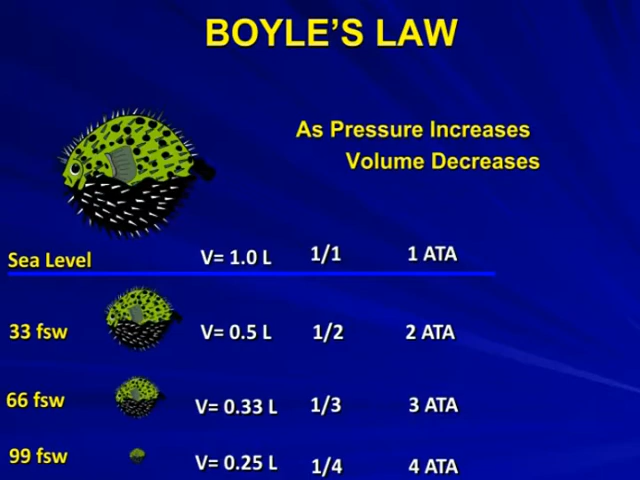 BOYLE'S LAW
As Pressure Increases
Volume Decreases
Sea Level V= 1.0 L 1/1 1 ATA
33 fsw V= 0.5 L 1/2 2 ATA
66 fsw V= 0.33 L 1/3 3 ATA
99 fsw V= 0.25 L 1/4 4 ATA